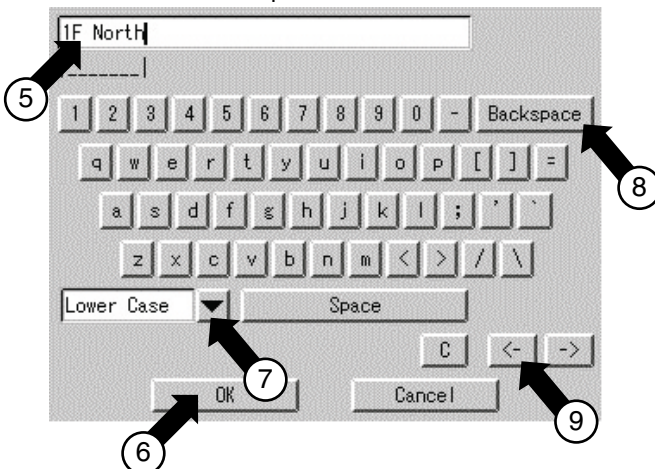 1F North
_______|
5
1 2 3 4 5 6 7 8 9 0 - Backspace
q w e r t y u i o p [ ] =
8
a s d f g h j k l ; ' `
z x c v b n m < > / \
Lower Case Space
C <- ->
7
OK Cancel
9
6